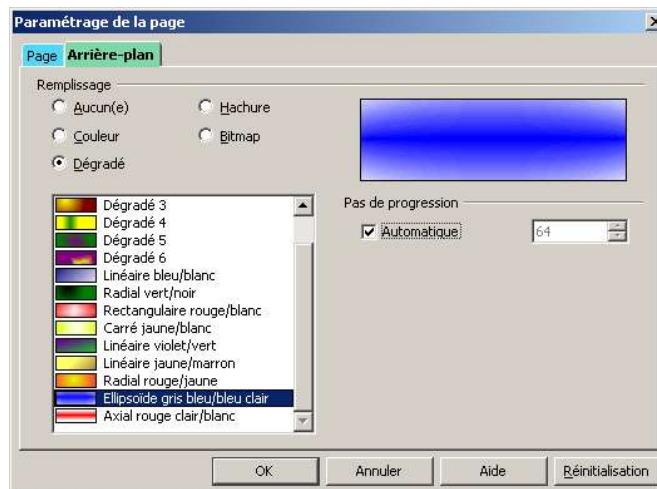 Paramétrage de la page
Page Arrière-plan
Remplissage
Aucun(e) Hachure
Couleur Bitmap
Dégradé
Dégradé 3
Dégradé 4
Dégradé 5
Dégradé 6
Linéaire bleu/blanc
Radial vert/noir
Rectangulaire rouge/blanc
Carré jaune/blanc
Linéaire violet/vert
Linéaire jaune/marron
Radial rouge/jaune
Ellipsoïde gris bleu/bleu clair
Axial rouge clair/blanc
Pas de progression
Automatique 64
OK Annuler Aide Réinitialisation